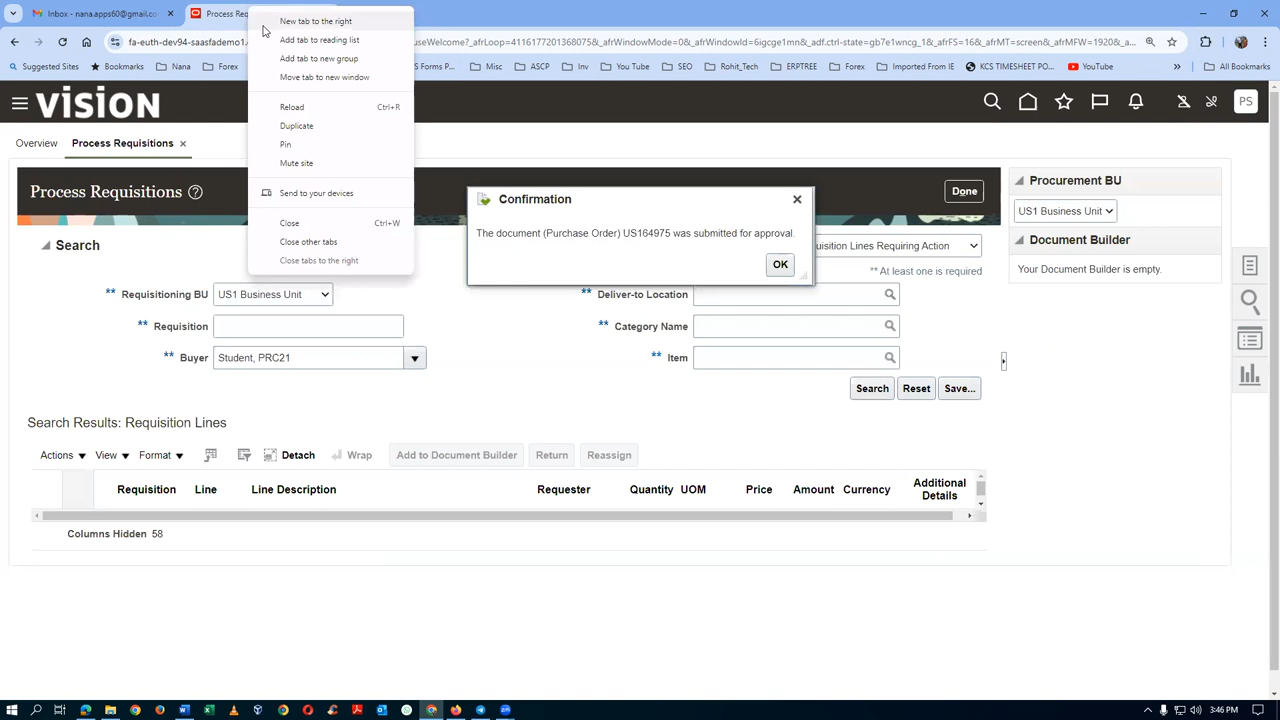 Inbox - nana.apps60@gmail.co
Process Req
fa-euth-dev94-saasfademo1.
useWelcome?_afrLoop=41161771201368075&_afrWindowMode=0&_afrWindowId=6igcge1mn&_adf.ctrl-state=gb7e1wncg_1&_afrFS=16&_afrMT=screen&_afrMFW=1920&_afrM...
Suggested Sites
Bookmarks
Nana
Forex
Misc
ASCP
Inv
You Tube
SEO
Rohit_Tech
ERPTREE
Forex
Imported From IE
KCS TIMESHEET PO...
YouTube
»
All Bookmarks
New tab to the right
Add tab to reading list
Add tab to new group
Move tab to new window
Reload Ctrl+R
Duplicate
Pin
Mute site
Send to your devices
Close Ctrl+W
Close other tabs
Close tabs to the right
VISION
PS
Overview
Process Requisitions
Process Requisitions
Done
Confirmation
The document (Purchase Order) US164975 was submitted for approval.
OK
Procurement BU
US1 Business Unit
Document Builder
Your Document Builder is empty.
Search
uisition Lines Requiring Action
** At least one is required
** Requisitioning BU US1 Business Unit
** Deliver-to Location
** Requisition
** Category Name
** Buyer Student, PRC21
** Item
Search Reset Save...
Search Results: Requisition Lines
Actions View Format Detach Wrap Add to Document Builder Return Reassign
Requisition Line Line Description Requester Quantity UOM Price Amount Currency Additional Details
Columns Hidden 58
3:46 PM